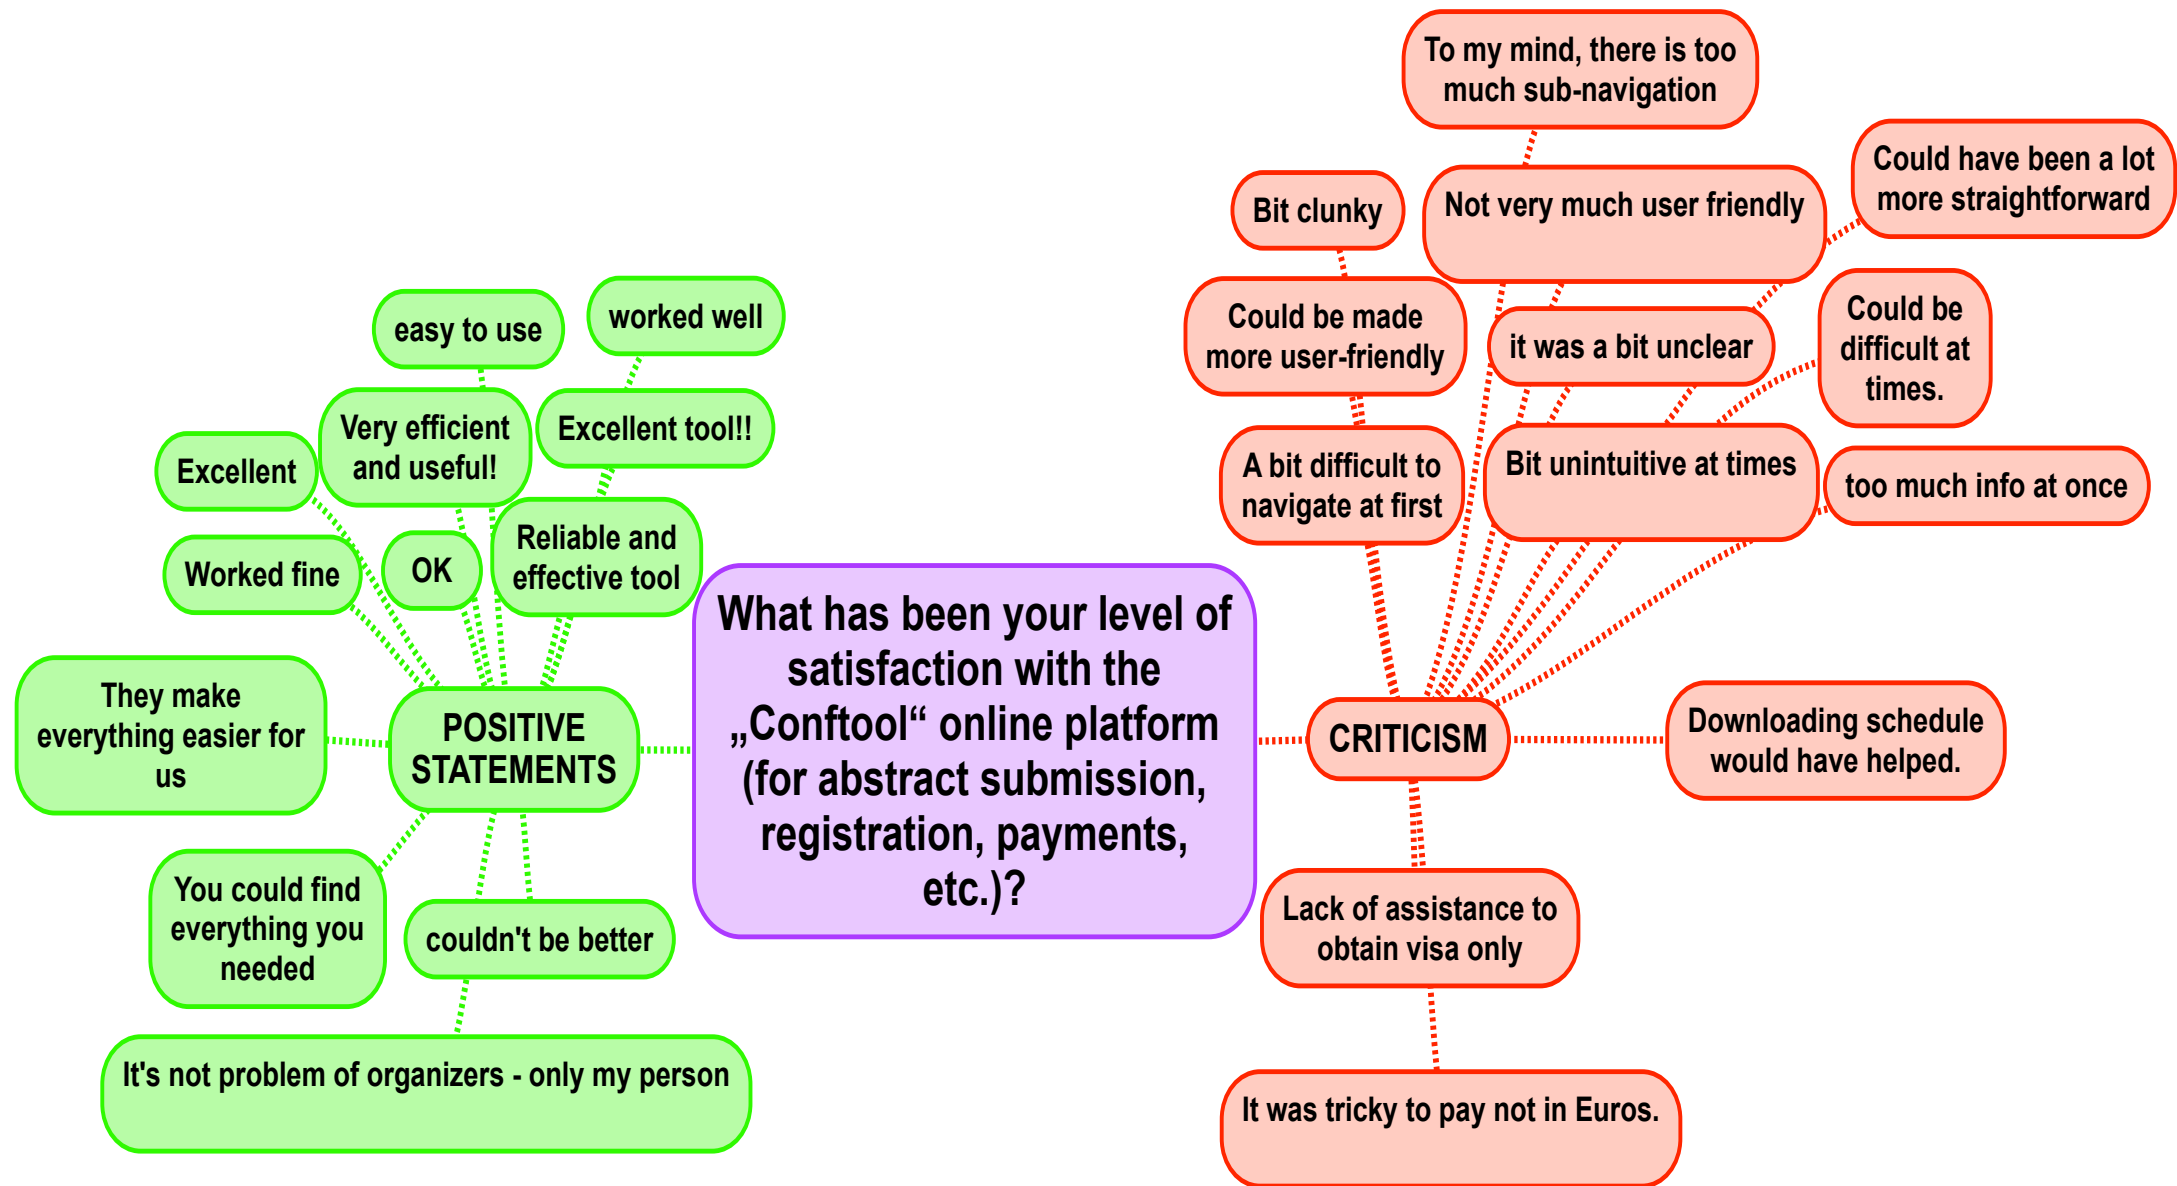 What has been your level of
satisfaction with the
„Conftool“ online platform
(for abstract submission,
registration, payments,
etc.)?
POSITIVE
STATEMENTS
easy to use
worked well
Very efficient
and useful!
Excellent tool!!
Excellent
Reliable and
effective tool
OK
Worked fine
They make
everything easier for
us
You could find
everything you
needed
couldn't be better
It's not problem of organizers - only my person
CRITICISM
To my mind, there is too
much sub-navigation
Could have been a lot
more straightforward
Bit clunky
Not very much user friendly
Could be made
more user-friendly
it was a bit unclear
Could be
difficult at
times.
A bit difficult to
navigate at first
Bit unintuitive at times
too much info at once
Downloading schedule
would have helped.
Lack of assistance to
obtain visa only
It was tricky to pay not in Euros.